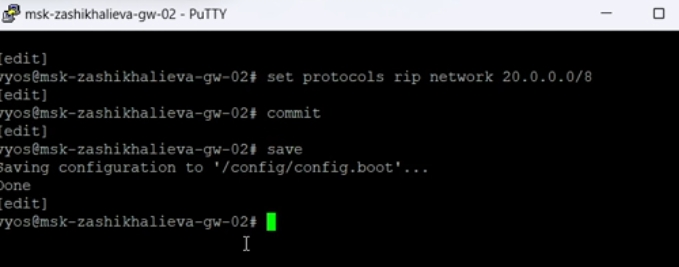 msk-zashikhalieva-gw-02 - PuTTY
[edit]
vyos@msk-zashikhalieva-gw-02# set protocols rip network 20.0.0.0/8
[edit]
vyos@msk-zashikhalieva-gw-02# commit
[edit]
vyos@msk-zashikhalieva-gw-02# save
Saving configuration to '/config/config.boot'...
Done
[edit]
vyos@msk-zashikhalieva-gw-02#